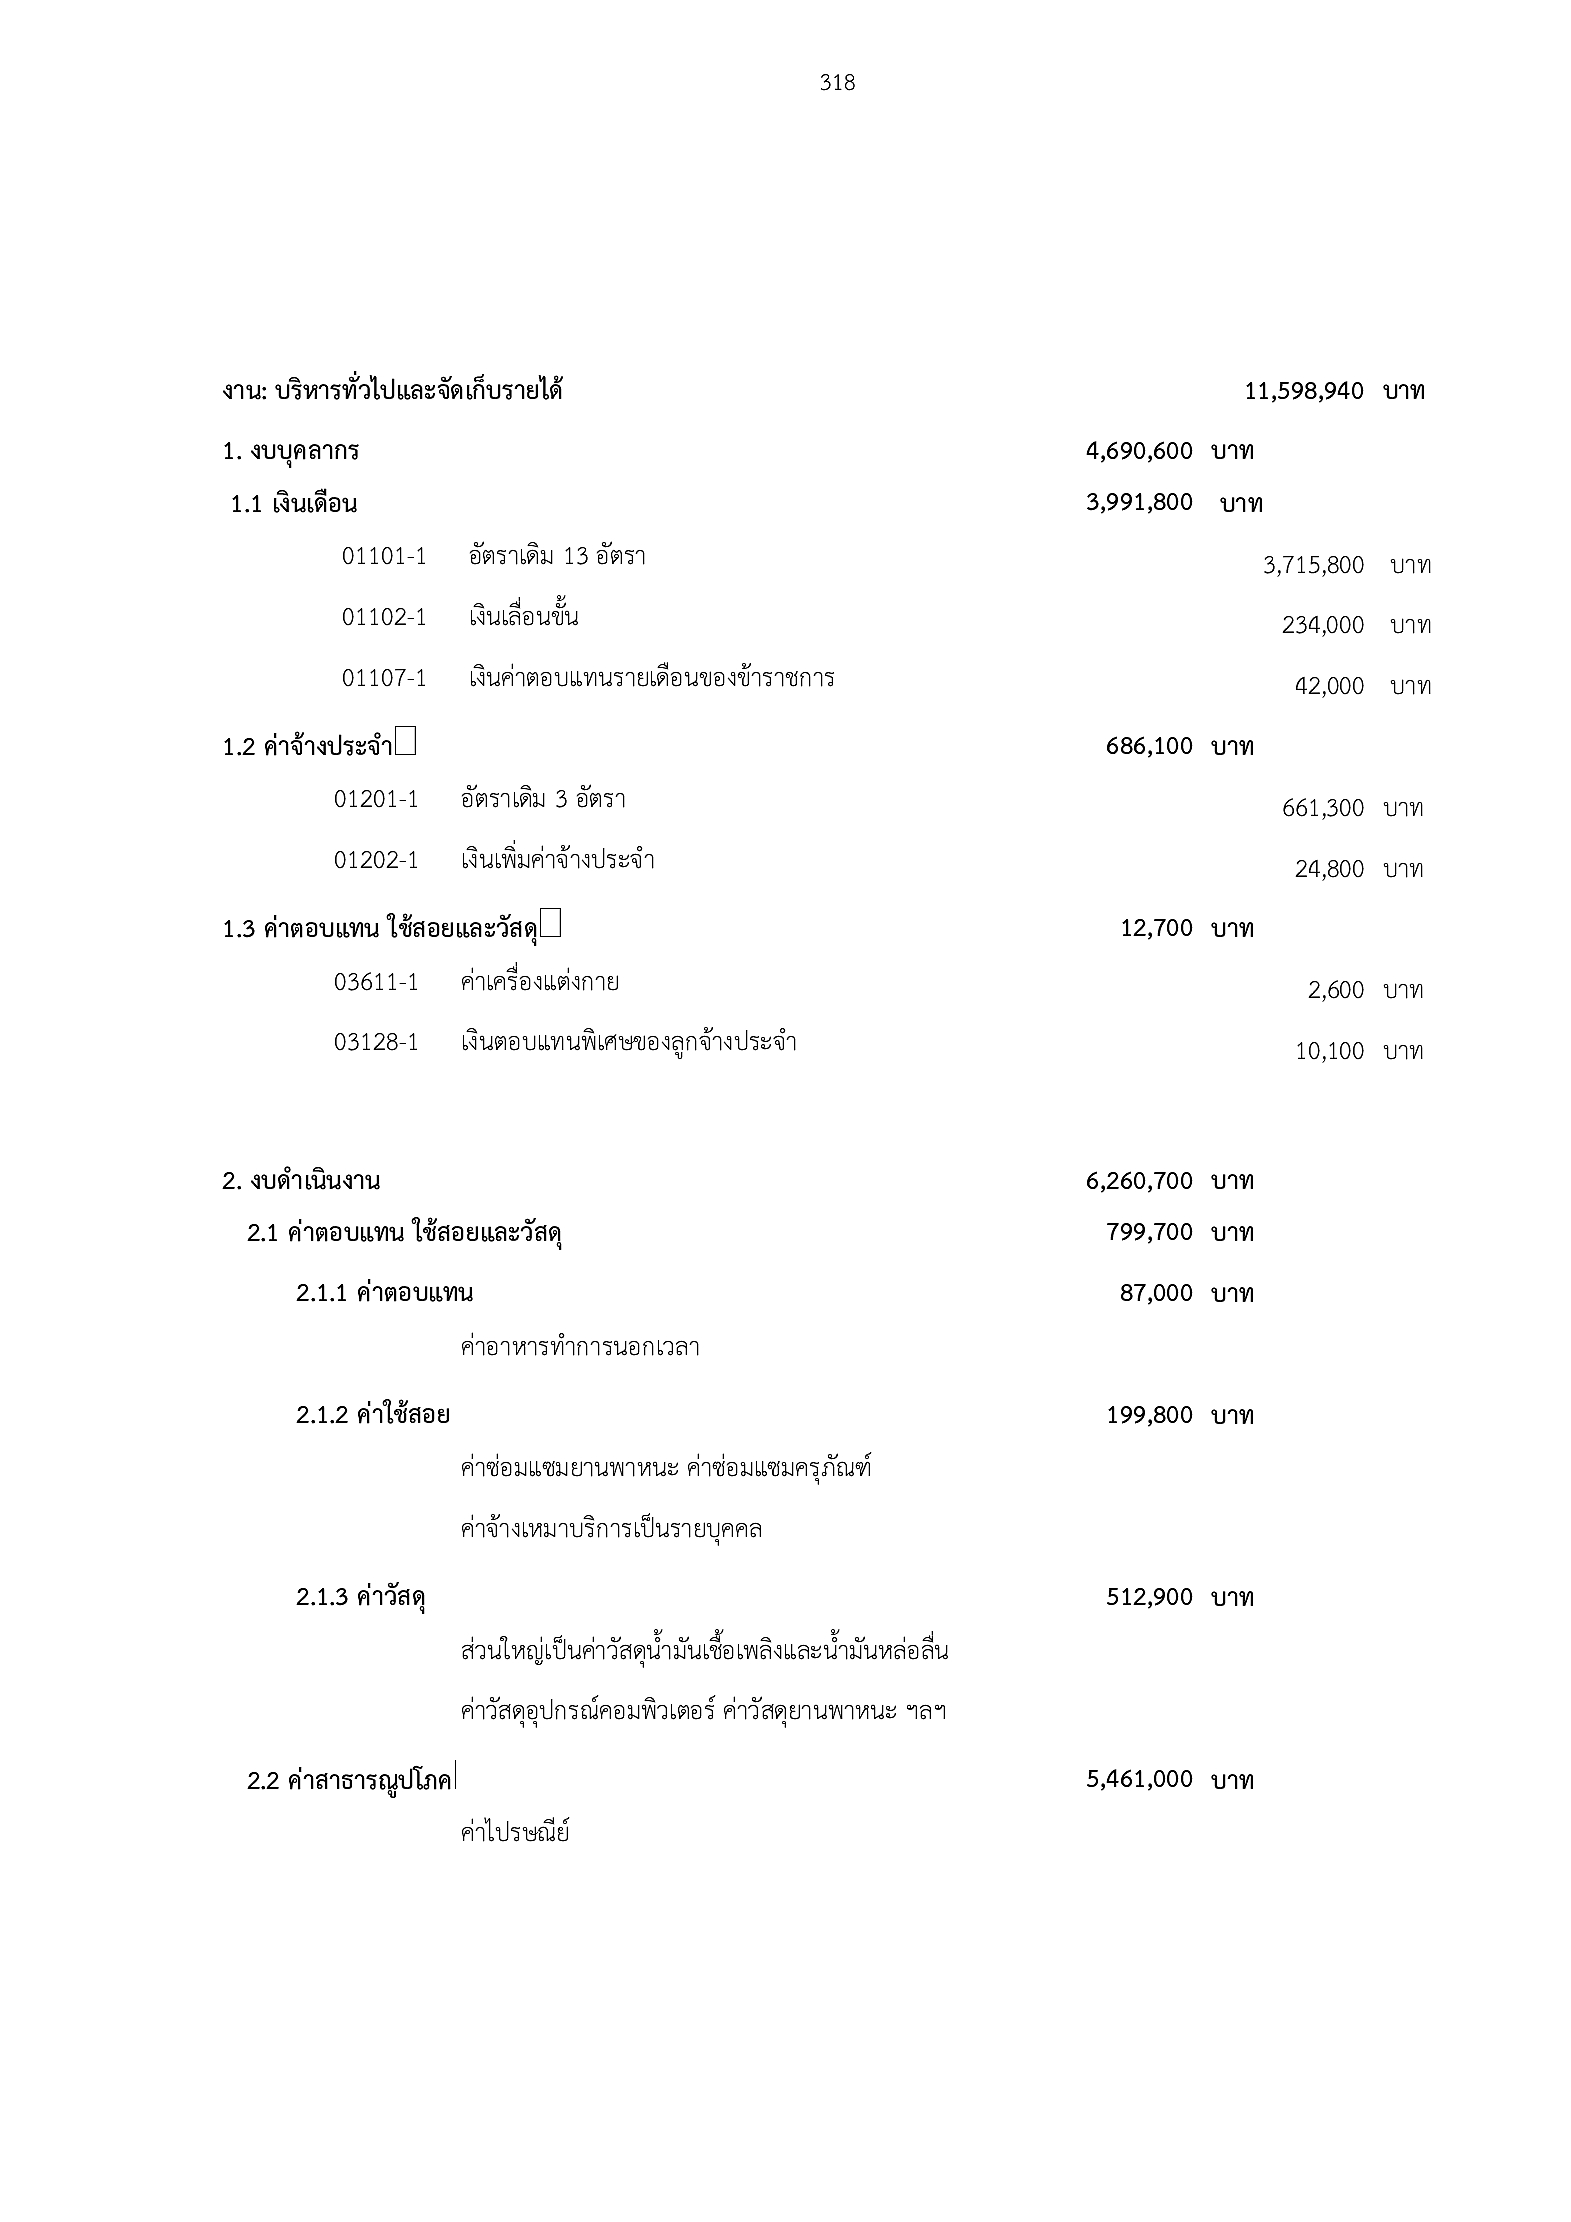 318
งาน: บริหารทั่วไปและจัดเก็บรายได้ 11,598,940 บาท
1. งบบุคลากร 4,690,600 บาท
1.1 เงินเดือน 3,991,800 บาท
01101-1 อัตราเดิม 13 อัตรา 3,715,800 บาท
01102-1 เงินเลื่อนขั้น 234,000 บาท
01107-1 เงินค่าตอบแทนรายเดือนของข้าราชการ 42,000 บาท
1.2 ค่าจ้างประจำ 686,100 บาท
01201-1 อัตราเดิม 3 อัตรา 661,300 บาท
01202-1 เงินเพิ่มค่าจ้างประจำ 24,800 บาท
1.3 ค่าตอบแทน ใช้สอยและวัสดุ 12,700 บาท
03611-1 ค่าเครื่องแต่งกาย 2,600 บาท
03128-1 เงินตอบแทนพิเศษของลูกจ้างประจำ 10,100 บาท
2. งบดำเนินงาน 6,260,700 บาท
2.1 ค่าตอบแทน ใช้สอยและวัสดุ 799,700 บาท
2.1.1 ค่าตอบแทน 87,000 บาท
ค่าอาหารทำการนอกเวลา
2.1.2 ค่าใช้สอย 199,800 บาท
ค่าซ่อมแซมยานพาหนะ ค่าซ่อมแซมครุภัณฑ์
ค่าจ้างเหมาบริการเป็นรายบุคคล
2.1.3 ค่าวัสดุ 512,900 บาท
ส่วนใหญ่เป็นค่าวัสดุน้ำมันเชื้อเพลิงและน้ำมันหล่อลื่น
ค่าวัสดุอุปกรณ์คอมพิวเตอร์ ค่าวัสดุยานพาหนะ ฯลฯ
2.2 ค่าสาธารณูปโภค 5,461,000 บาท
ค่าไปรษณีย์